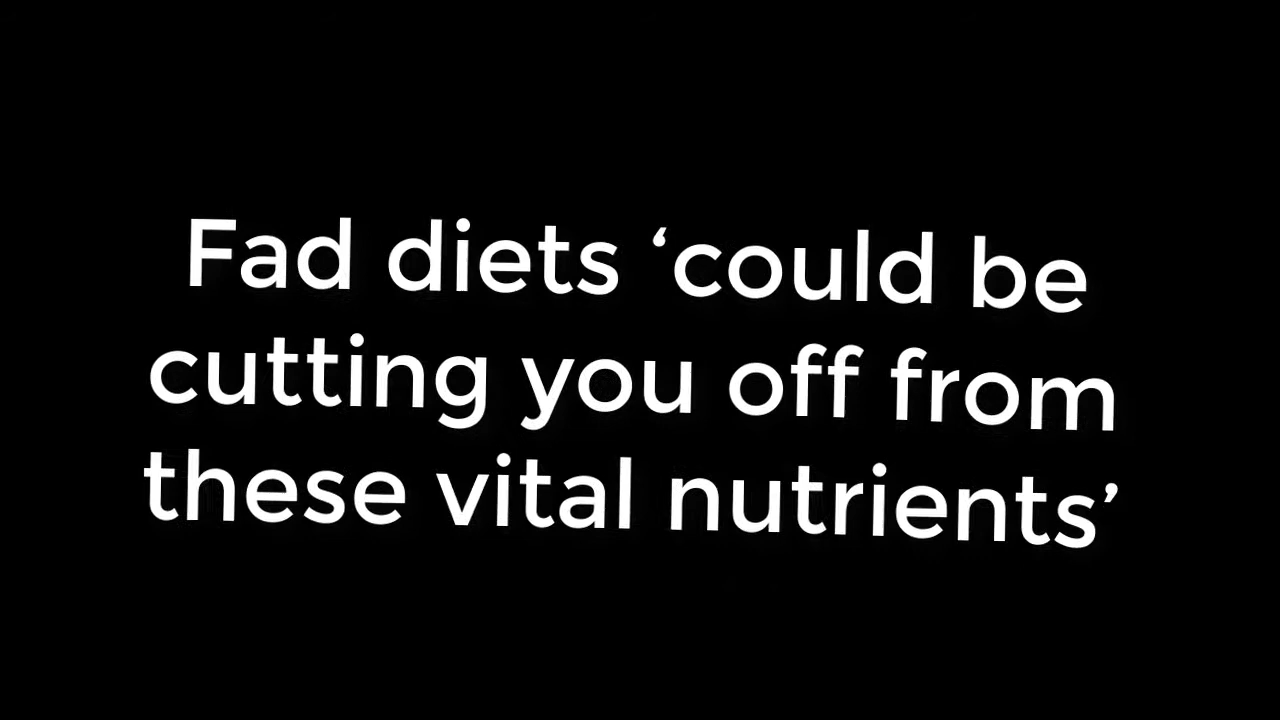 Fad diets ‘could be
cutting you off from
these vital nutrients’